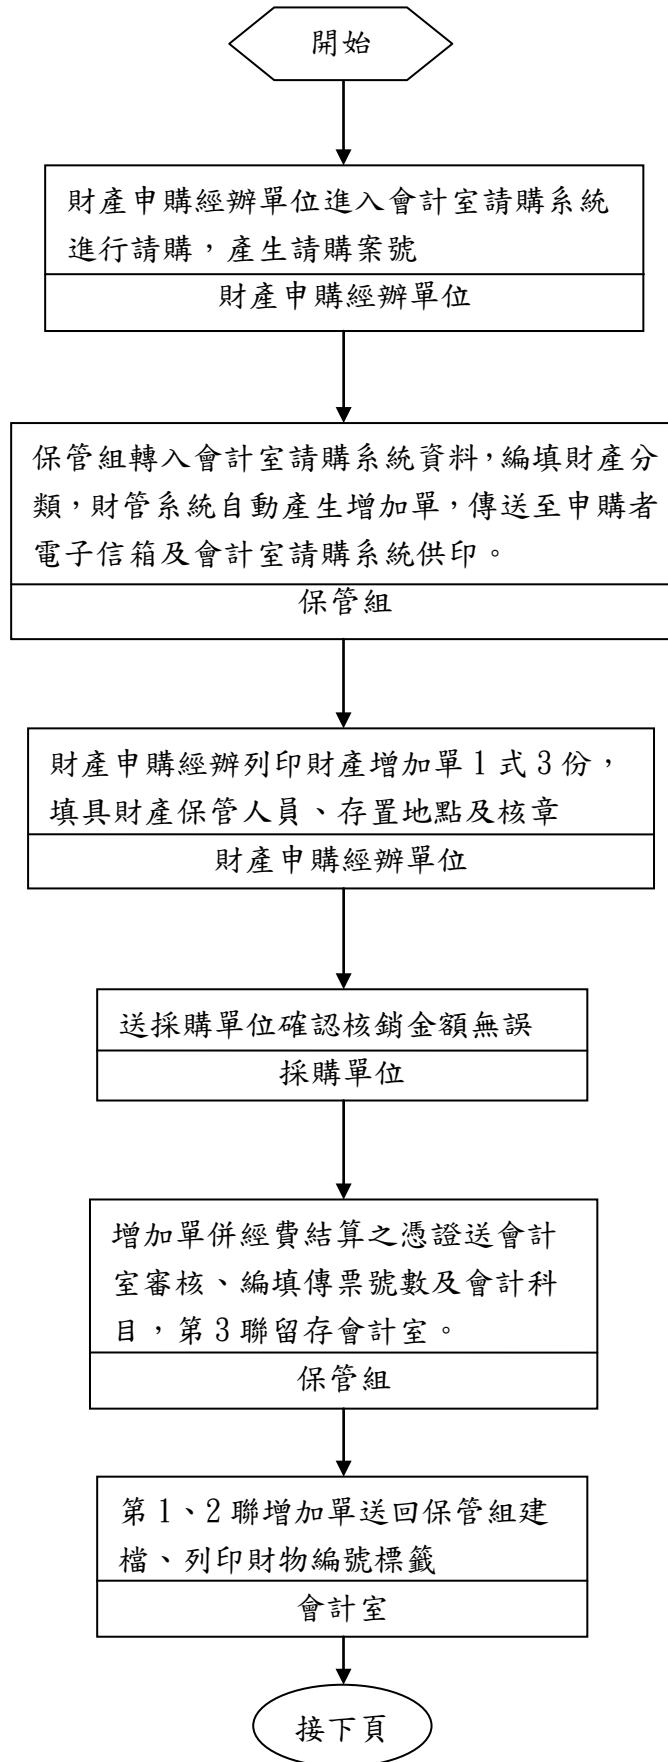 開始
財產申購經辦單位進入會計室請購系統
進行請購，產生請購案號
財產申購經辦單位
保管組轉入會計室請購系統資料，編填財產分
類，財管系統自動產生增加單，傳送至申購者
電子信箱及會計室請購系統供印。
保管組
財產申購經辦列印財產增加單1式3份，
填具財產保管人員、存置地點及核章
財產申購經辦單位
送採購單位確認核銷金額無誤
採購單位
增加單併經費結算之憑證送會計
室審核、編填傳票號數及會計科
目，第3聯留存會計室。
保管組
第1、2聯增加單送回保管組建
檔、列印財物編號標籤
會計室
接下頁